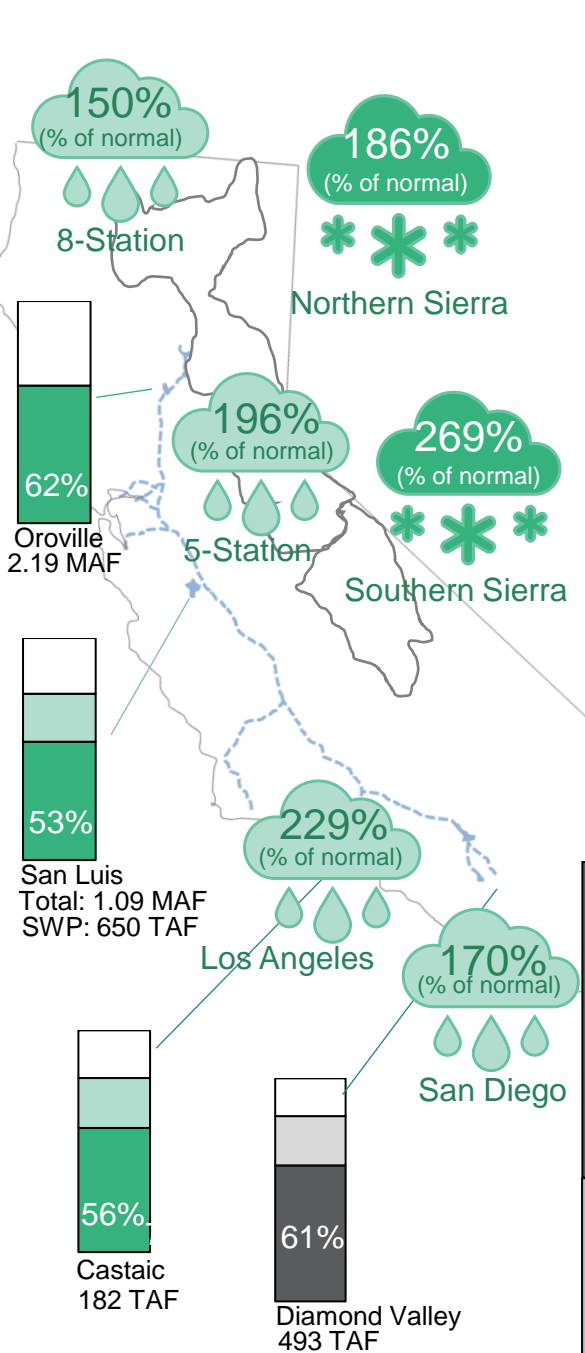 150%
(% of normal)
8-Station
186%
(% of normal)
Northern Sierra
62%
Oroville
2.19 MAF
196%
(% of normal)
5-Station
269%
(% of normal)
Southern Sierra
53%
San Luis
Total: 1.09 MAF
SWP: 650 TAF
229%
(% of normal)
Los Angeles
170%
(% of normal)
San Diego
56%
Castaic
182 TAF
61%
Diamond Valley
493 TAF